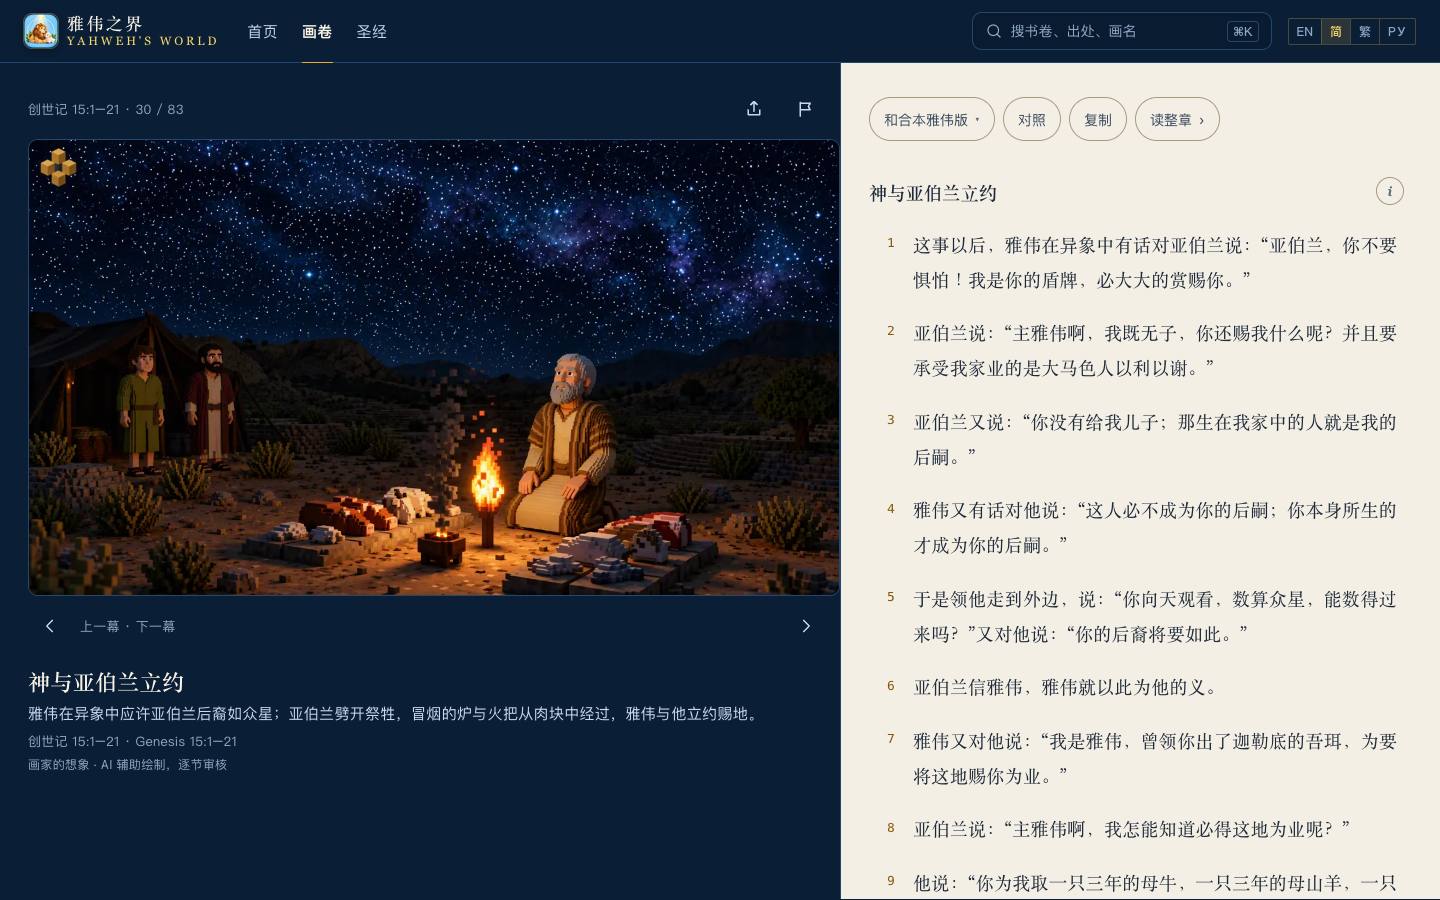 雅伟之界
YAHWEH'S WORLD
首页 画卷 圣经
搜书卷、出处、画名 ⌘K
EN 简 繁 РУ
创世记 15:1–21 · 30 / 83
上一幕 · 下一幕
神与亚伯兰立约
雅伟在异象中应许亚伯兰后裔如众星；亚伯兰劈开祭牲，冒烟的炉与火把从肉块中经过，雅伟与他立约赐地。
创世记 15:1–21 · Genesis 15:1–21
画家的想象 · AI 辅助绘制，逐节审核
和合本雅伟版 对照 复制 读整章 ›
神与亚伯兰立约 i
1 这事以后，雅伟在异象中有话对亚伯兰说：“亚伯兰，你不要
惧怕！我是你的盾牌，必大大的赏赐你。”
2 亚伯兰说：“主雅伟啊，我既无子，你还赐我什么呢？并且要
承受我家业的是大马色人以利以谢。”
3 亚伯兰又说：“你没有给我儿子；那生在我家中的人就是我的
后嗣。”
4 雅伟又有话对他说：“这人必不成为你的后嗣；你本身所生的
才成为你的后嗣。”
5 于是领他走到外边，说：“你向天观看，数算众星，能数得过
来吗？”又对他说：“你的后裔将要如此。”
6 亚伯兰信雅伟，雅伟就以此为他的义。
7 雅伟又对他说：“我是雅伟，曾领你出了迦勒底的吾珥，为要
将这地赐你为业。”
8 亚伯兰说：“主雅伟啊，我怎能知道必得这地为业呢？”
9 他说：“你为我取一只三年的母牛，一只三年的母山羊，一只